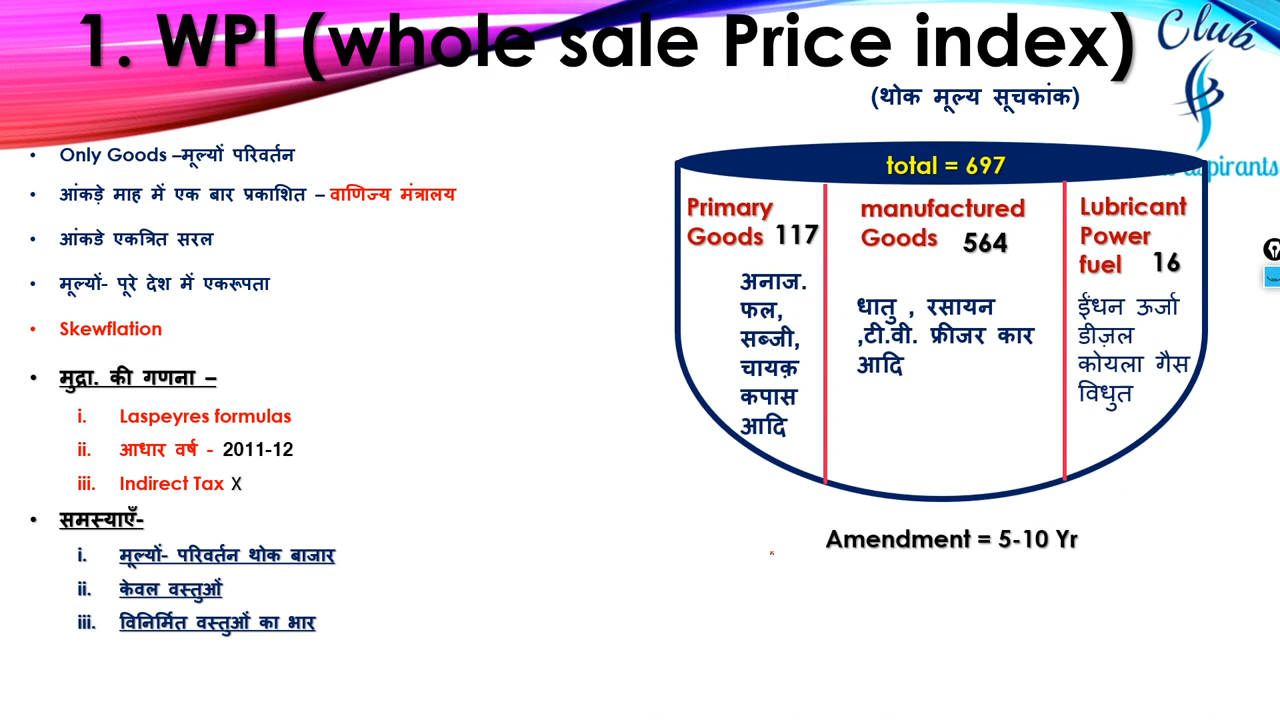 1. WPI (whole sale Price index)
Club
(थोक मूल्य सूचकांक)
aspirants
• Only Goods –मूल्यों परिवर्तन
• आंकड़े माह में एक बार प्रकाशित – वाणिज्य मंत्रालय
• आंकडे एकत्रित सरल
• मूल्यों- पूरे देश में एकरूपता
• Skewflation
• मुद्रा. की गणना –
i. Laspeyres formulas
ii. आधार वर्ष - 2011-12
iii. Indirect Tax X
• समस्याएँ-
i. मूल्यों- परिवर्तन थोक बाजार
ii. केवल वस्तुओं
iii. विनिर्मित वस्तुओं का भार
total = 697
Primary
Goods 117
अनाज.
फल,
सब्जी,
चायक़
कपास
आदि
manufactured
Goods 564
धातु , रसायन
,टी.वी. फ्रीजर कार
आदि
Lubricant
Power
fuel 16
ईंधन ऊर्जा
डीज़ल
कोयला गैस
विधुत
Amendment = 5-10 Yr